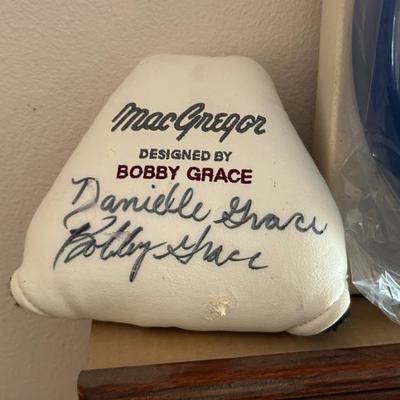 MacGregor
DESIGNED BY
BOBBY GRACE
Danielle Grace
Bobby Grace